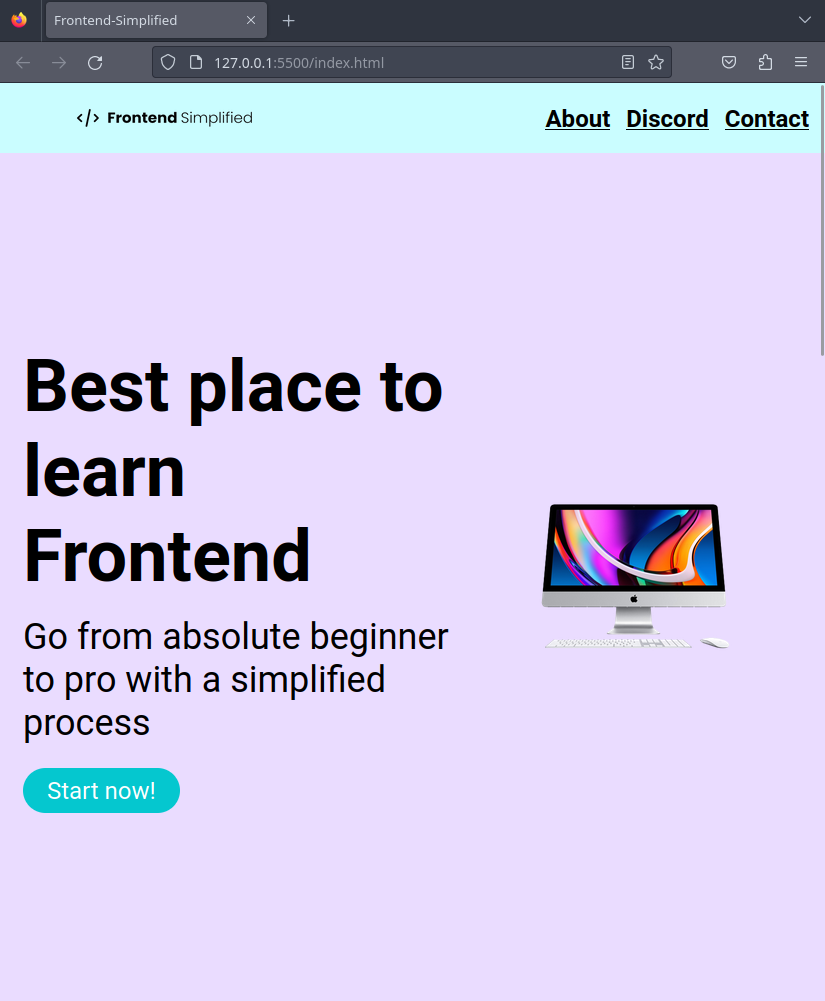 Frontend-Simplified
127.0.0.1:5500/index.html
</> Frontend Simplified
About Discord Contact
Best place to
learn
Frontend
Go from absolute beginner
to pro with a simplified
process
Start now!